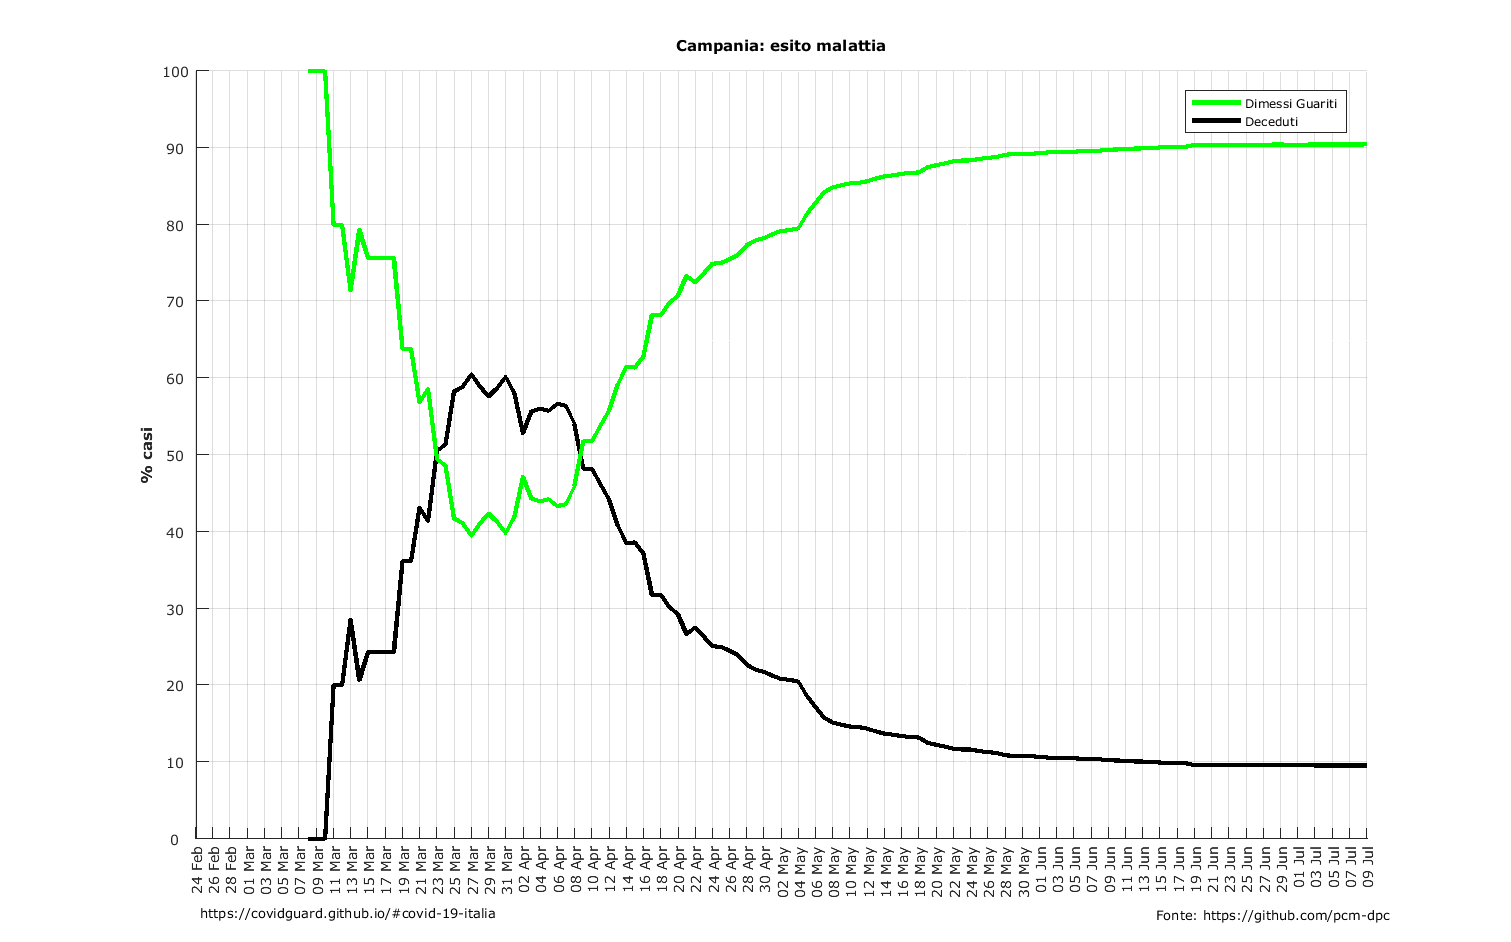 Campania: esito malattia
100
90
80
70
60
50
40
30
20
10
0
% casi
Dimessi Guariti
Deceduti
24 Feb
26 Feb
28 Feb
01 Mar
03 Mar
05 Mar
07 Mar
09 Mar
11 Mar
13 Mar
15 Mar
17 Mar
19 Mar
21 Mar
23 Mar
25 Mar
27 Mar
29 Mar
31 Mar
02 Apr
04 Apr
06 Apr
08 Apr
10 Apr
12 Apr
14 Apr
16 Apr
18 Apr
20 Apr
22 Apr
24 Apr
26 Apr
28 Apr
30 Apr
02 May
04 May
06 May
08 May
10 May
12 May
14 May
16 May
18 May
20 May
22 May
24 May
26 May
28 May
30 May
01 Jun
03 Jun
05 Jun
07 Jun
09 Jun
11 Jun
13 Jun
15 Jun
17 Jun
19 Jun
21 Jun
23 Jun
25 Jun
27 Jun
29 Jun
01 Jul
03 Jul
05 Jul
07 Jul
09 Jul
https://covidguard.github.io/#covid-19-italia
Fonte: https://github.com/pcm-dpc